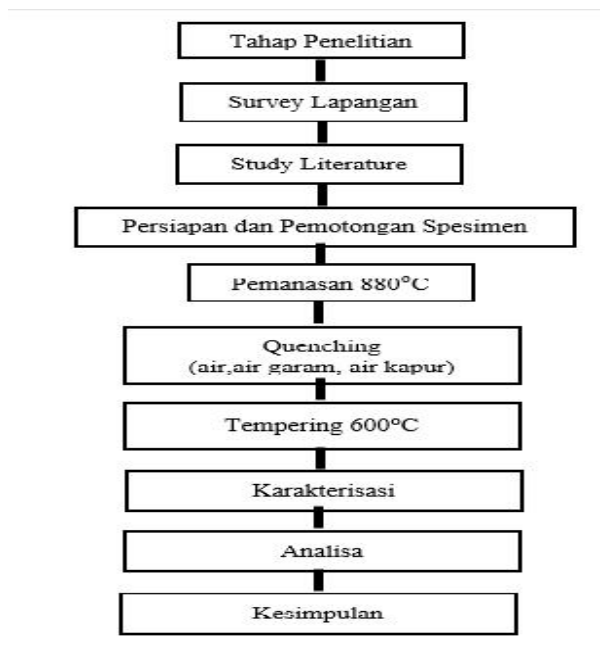 Tahap Penelitian
Survey Lapangan
Study Literature
Persiapan dan Pemotongan Spesimen
Pemanasan 880°C
Quenching
(air,air garam, air kapur)
Tempering 600°C
Karakterisasi
Analisa
Kesimpulan